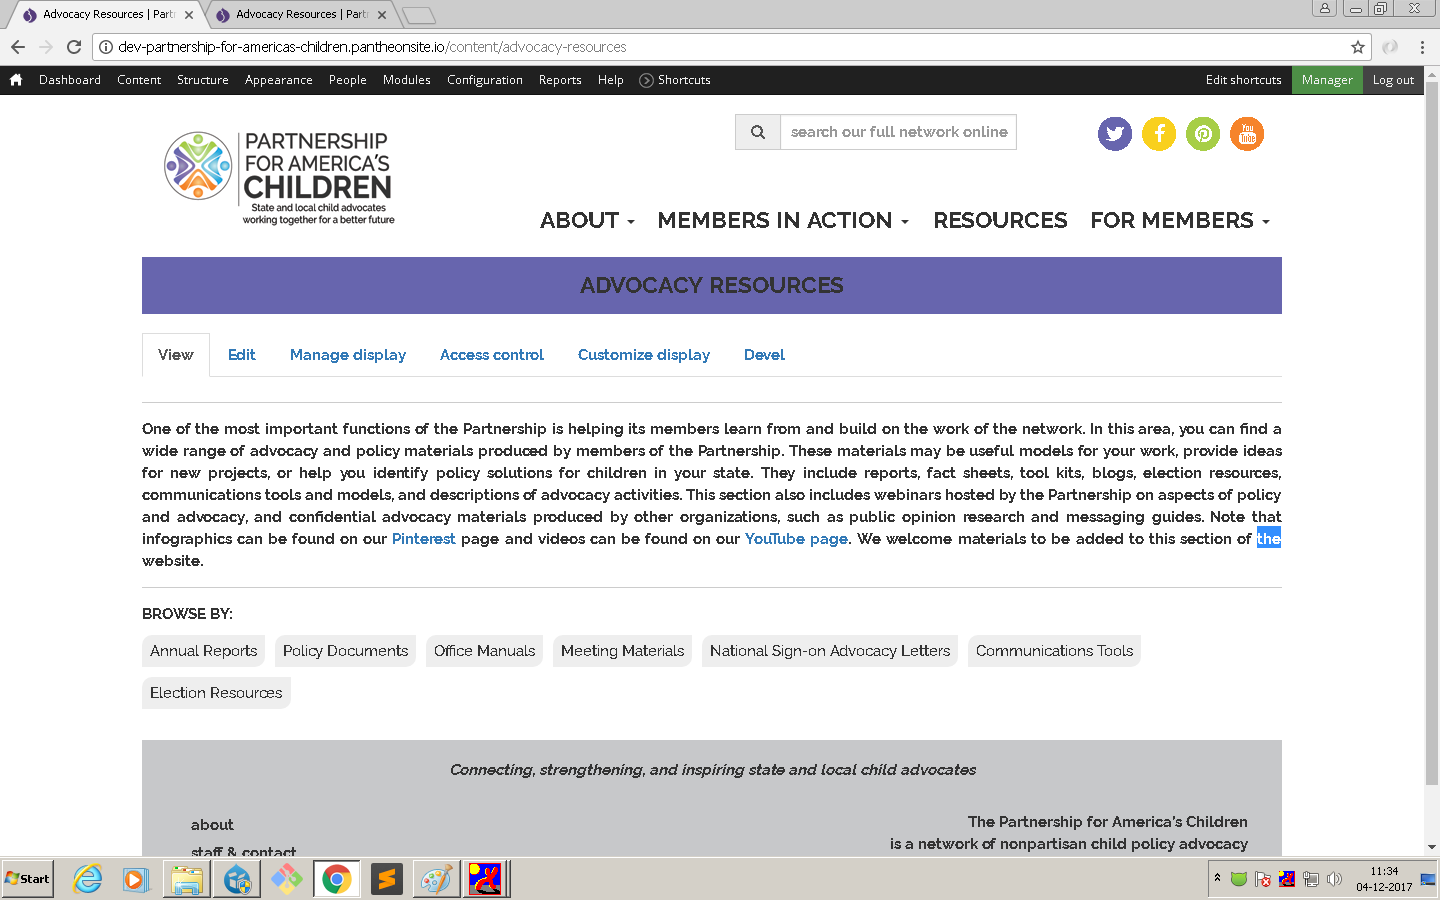 Advocacy Resources | Part
Advocacy Resources | Part
dev-partnership-for-americas-children.pantheonsite.io/content/advocacy-resources
Dashboard Content Structure Appearance People Modules Configuration Reports Help Shortcuts Edit shortcuts Manager Log out
PARTNERSHIP
FOR AMERICA'S
CHILDREN
State and local child advocates
working together for a better future
search our full network online
You
Tube
ABOUT MEMBERS IN ACTION RESOURCES FOR MEMBERS
ADVOCACY RESOURCES
View Edit Manage display Access control Customize display Devel
One of the most important functions of the Partnership is helping its members learn from and build on the work of the network. In this area, you can find a
wide range of advocacy and policy materials produced by members of the Partnership. These materials may be useful models for your work, provide ideas
for new projects, or help you identify policy solutions for children in your state. They include reports, fact sheets, tool kits, blogs, election resources,
communications tools and models, and descriptions of advocacy activities. This section also includes webinars hosted by the Partnership on aspects of policy
and advocacy, and confidential advocacy materials produced by other organizations, such as public opinion research and messaging guides. Note that
infographics can be found on our Pinterest page and videos can be found on our YouTube page. We welcome materials to be added to this section of the
website.
BROWSE BY:
Annual Reports Policy Documents Office Manuals Meeting Materials National Sign-on Advocacy Letters Communications Tools
Election Resources
Connecting, strengthening, and inspiring state and local child advocates
about
staff & contact
The Partnership for America's Children
is a network of nonpartisan child policy advocacy
Start
11:34
04-12-2017